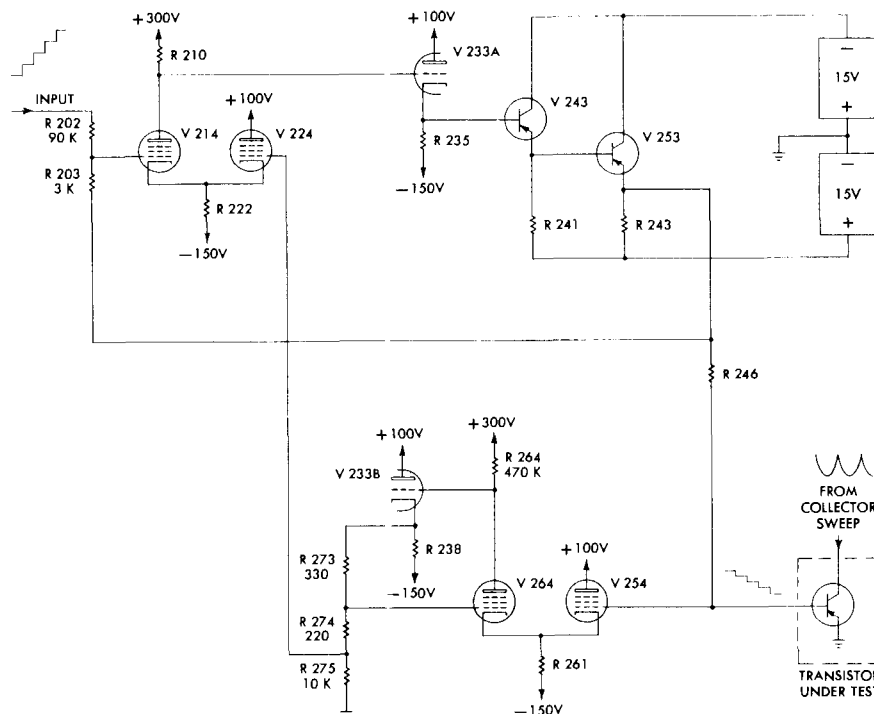 +300V
+100V
R 210
V 233A
INPUT
R 202
90 K
+100V
V 214
V 224
V 243
15V
R 235
V 253
R 203
3 K
−150V
R 222
R 241
R 243
15V
−150V
R 246
+300V
+100V
R 264
470 K
V 233B
FROM
COLLECTOR
SWEEP
R 238
+100V
R 273
330
−150V
V 264
V 254
R 274
220
R 275
10 K
R 261
−150V
TRANSISTOR
UNDER TEST